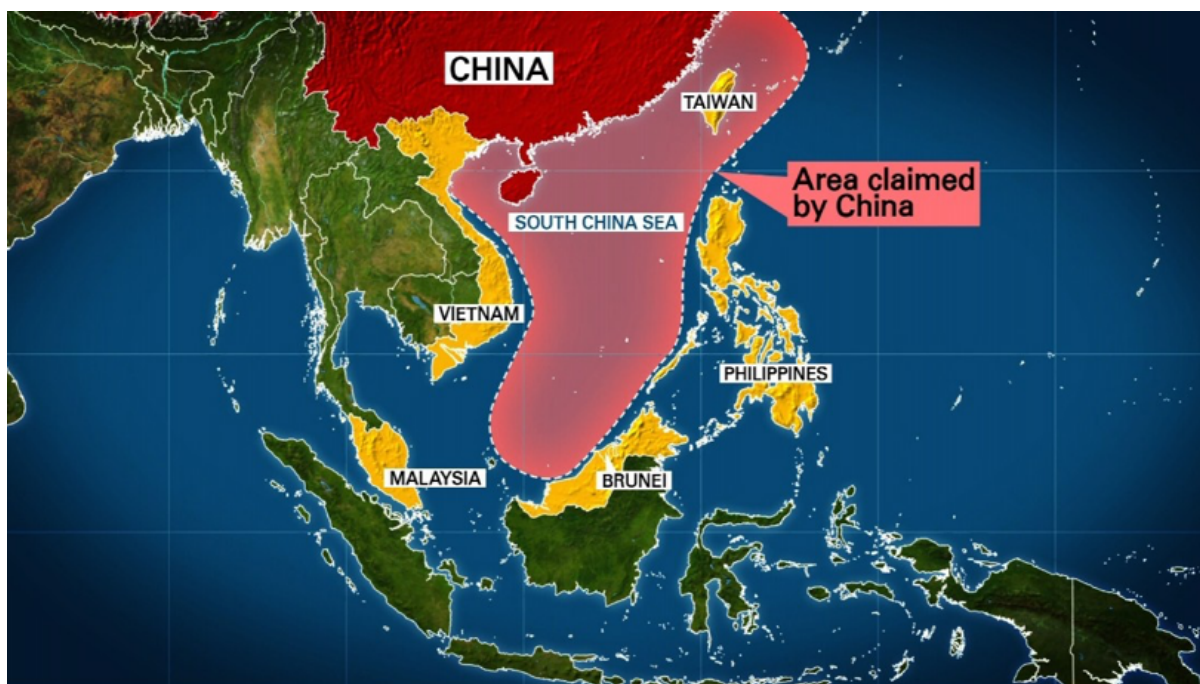 CHINA
TAIWAN
Area claimed
by China
SOUTH CHINA SEA
VIETNAM
PHILIPPINES
MALAYSIA
BRUNEI